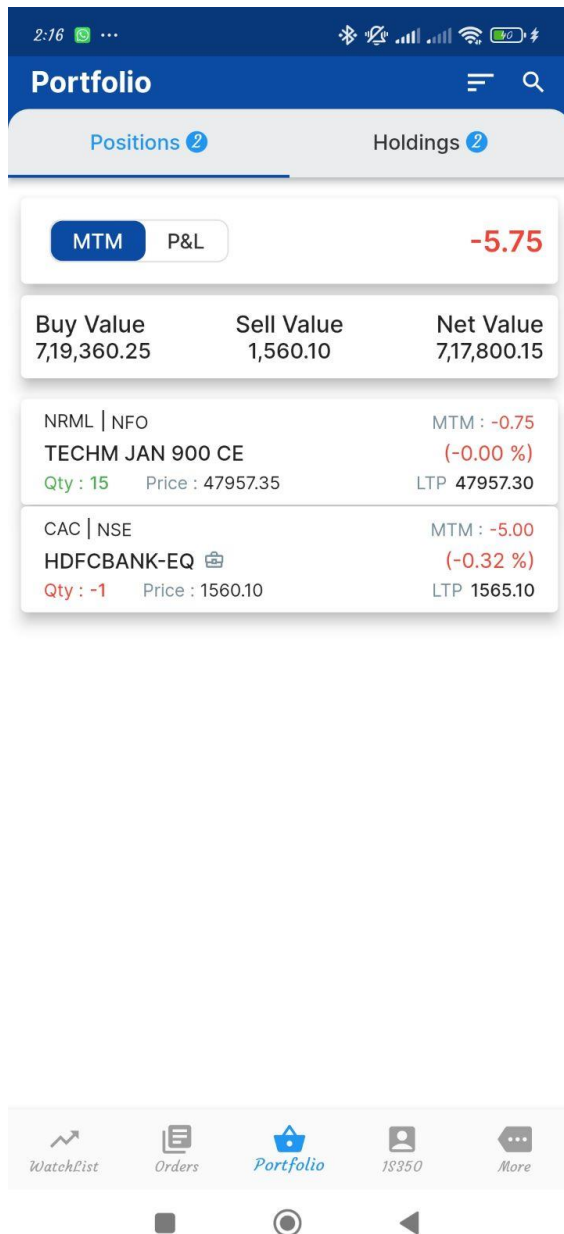 2:16 ...
Portfolio
Positions 2 Holdings 2
MTM P&L -5.75
Buy Value Sell Value Net Value
7,19,360.25 1,560.10 7,17,800.15
NRML | NFO MTM : -0.75
TECHM JAN 900 CE (-0.00 %)
Qty : 15 Price : 47957.35 LTP 47957.30
CAC | NSE MTM : -5.00
HDFCBANK-EQ (-0.32 %)
Qty : -1 Price : 1560.10 LTP 1565.10
WatchList Orders Portfolio 1S350 More